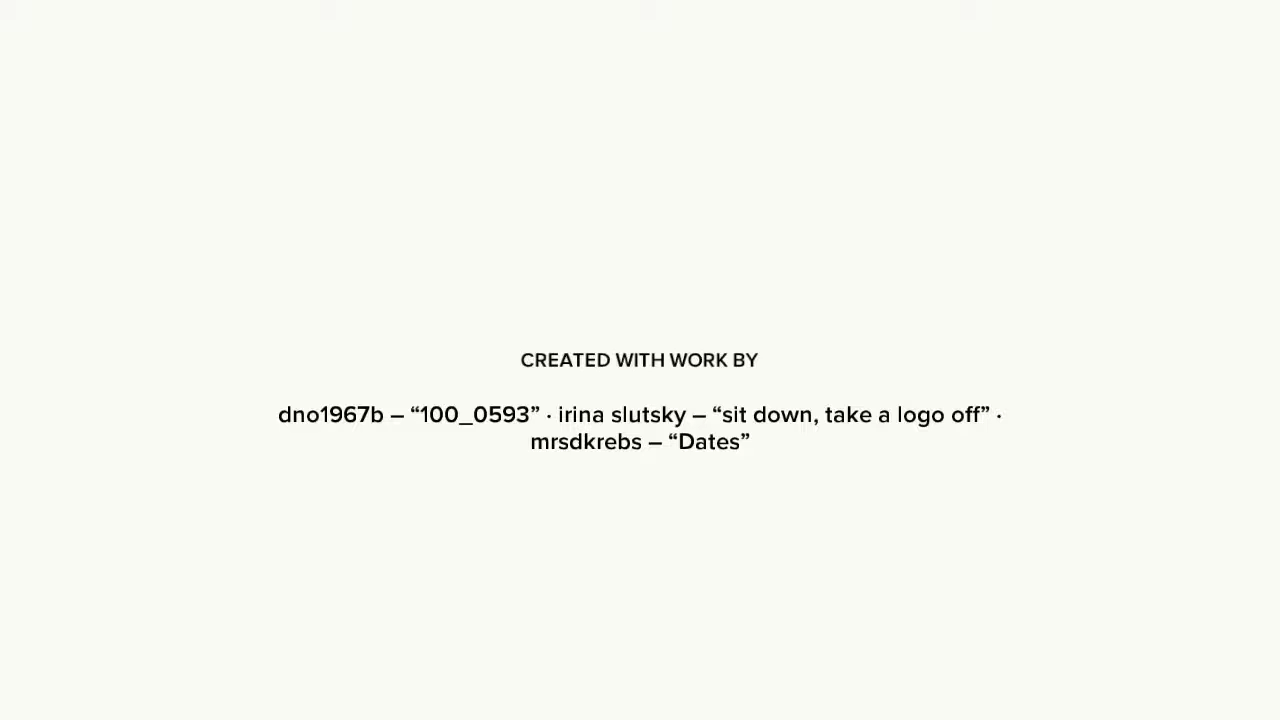 CREATED WITH WORK BY
dno1967b – “100_0593” · irina slutsky – “sit down, take a logo off” ·
mrsdkrebs – “Dates”